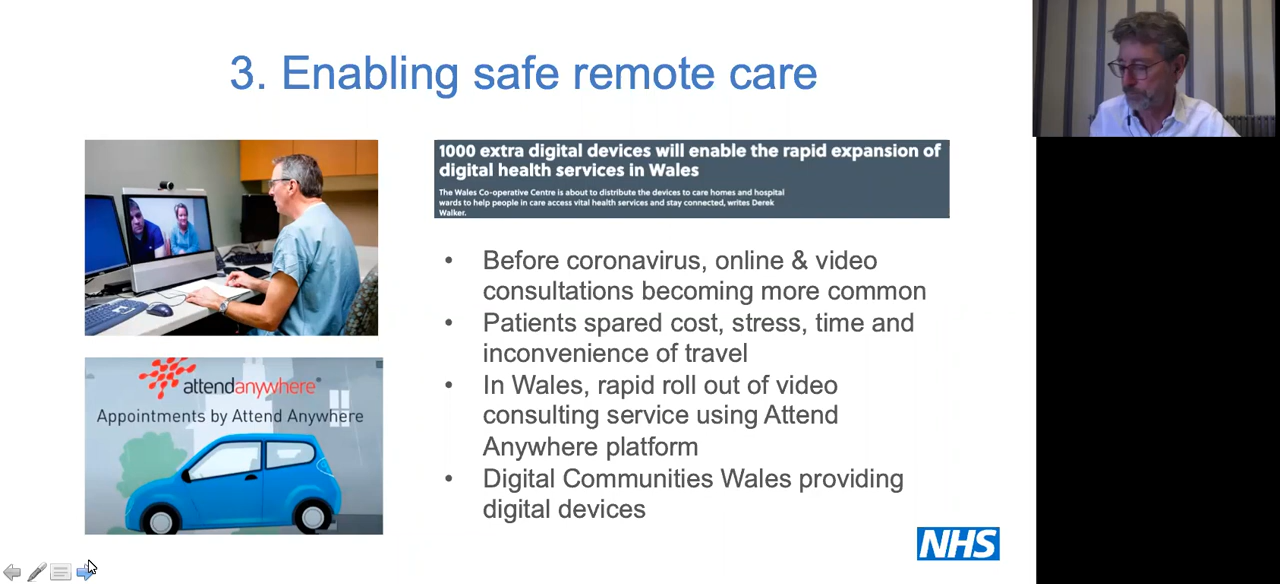 3. Enabling safe remote care
1000 extra digital devices will enable the rapid expansion of
digital health services in Wales
The Wales Co-operative Centre is about to distribute the devices to care homes and hospital
wards to help people in care access vital health services and stay connected, writes Derek
Walker.
attendanywhere®
Appointments by Attend Anywhere
• Before coronavirus, online & video
consultations becoming more common
• Patients spared cost, stress, time and
inconvenience of travel
• In Wales, rapid roll out of video
consulting service using Attend
Anywhere platform
• Digital Communities Wales providing
digital devices
NHS